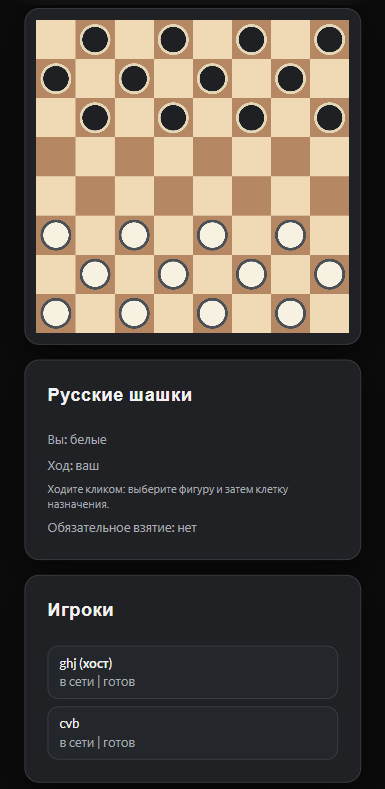 Русские шашки
Вы: белые
Ход: ваш
Ходите кликом: выберите фигуру и затем клетку
назначения.
Обязательное взятие: нет
Игроки
ghj (хост)
в сети | готов
cvb
в сети | готов